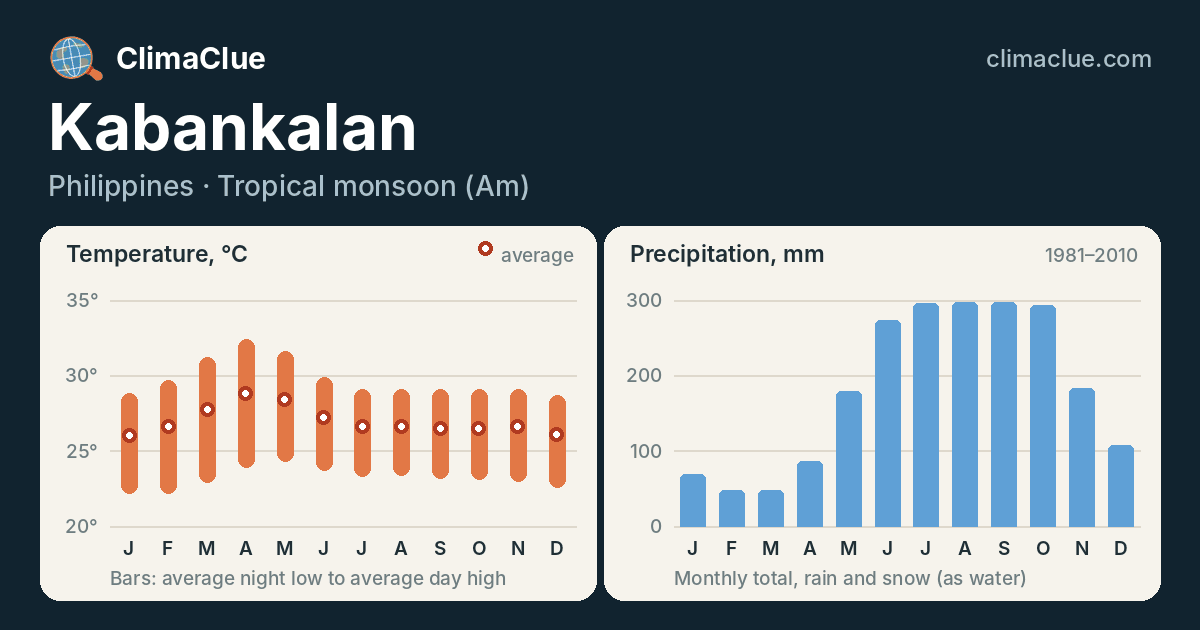 ClimaClue
climaclue.com
Kabankalan
Philippines · Tropical monsoon (Am)
Temperature, °C
average
35°
30°
25°
20°
J F M A M J J A S O N D
Bars: average night low to average day high
Precipitation, mm
1981–2010
300
200
100
0
J F M A M J J A S O N D
Monthly total, rain and snow (as water)